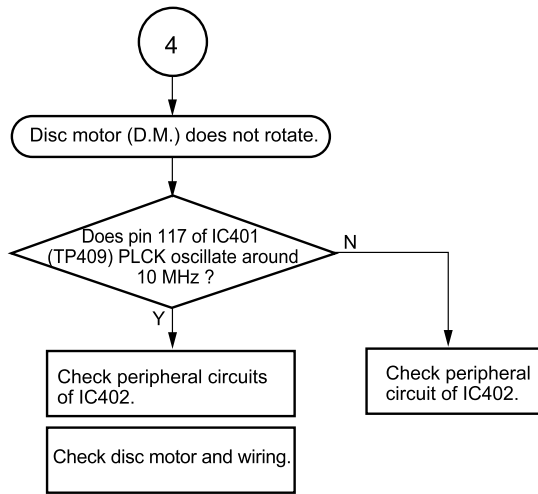 4
Disc motor (D.M.) does not rotate.
Does pin 117 of IC401
(TP409) PLCK oscillate around
10 MHz ?
N
Y
Check peripheral circuits
of IC402.
Check peripheral
circuit of IC402.
Check disc motor and wiring.